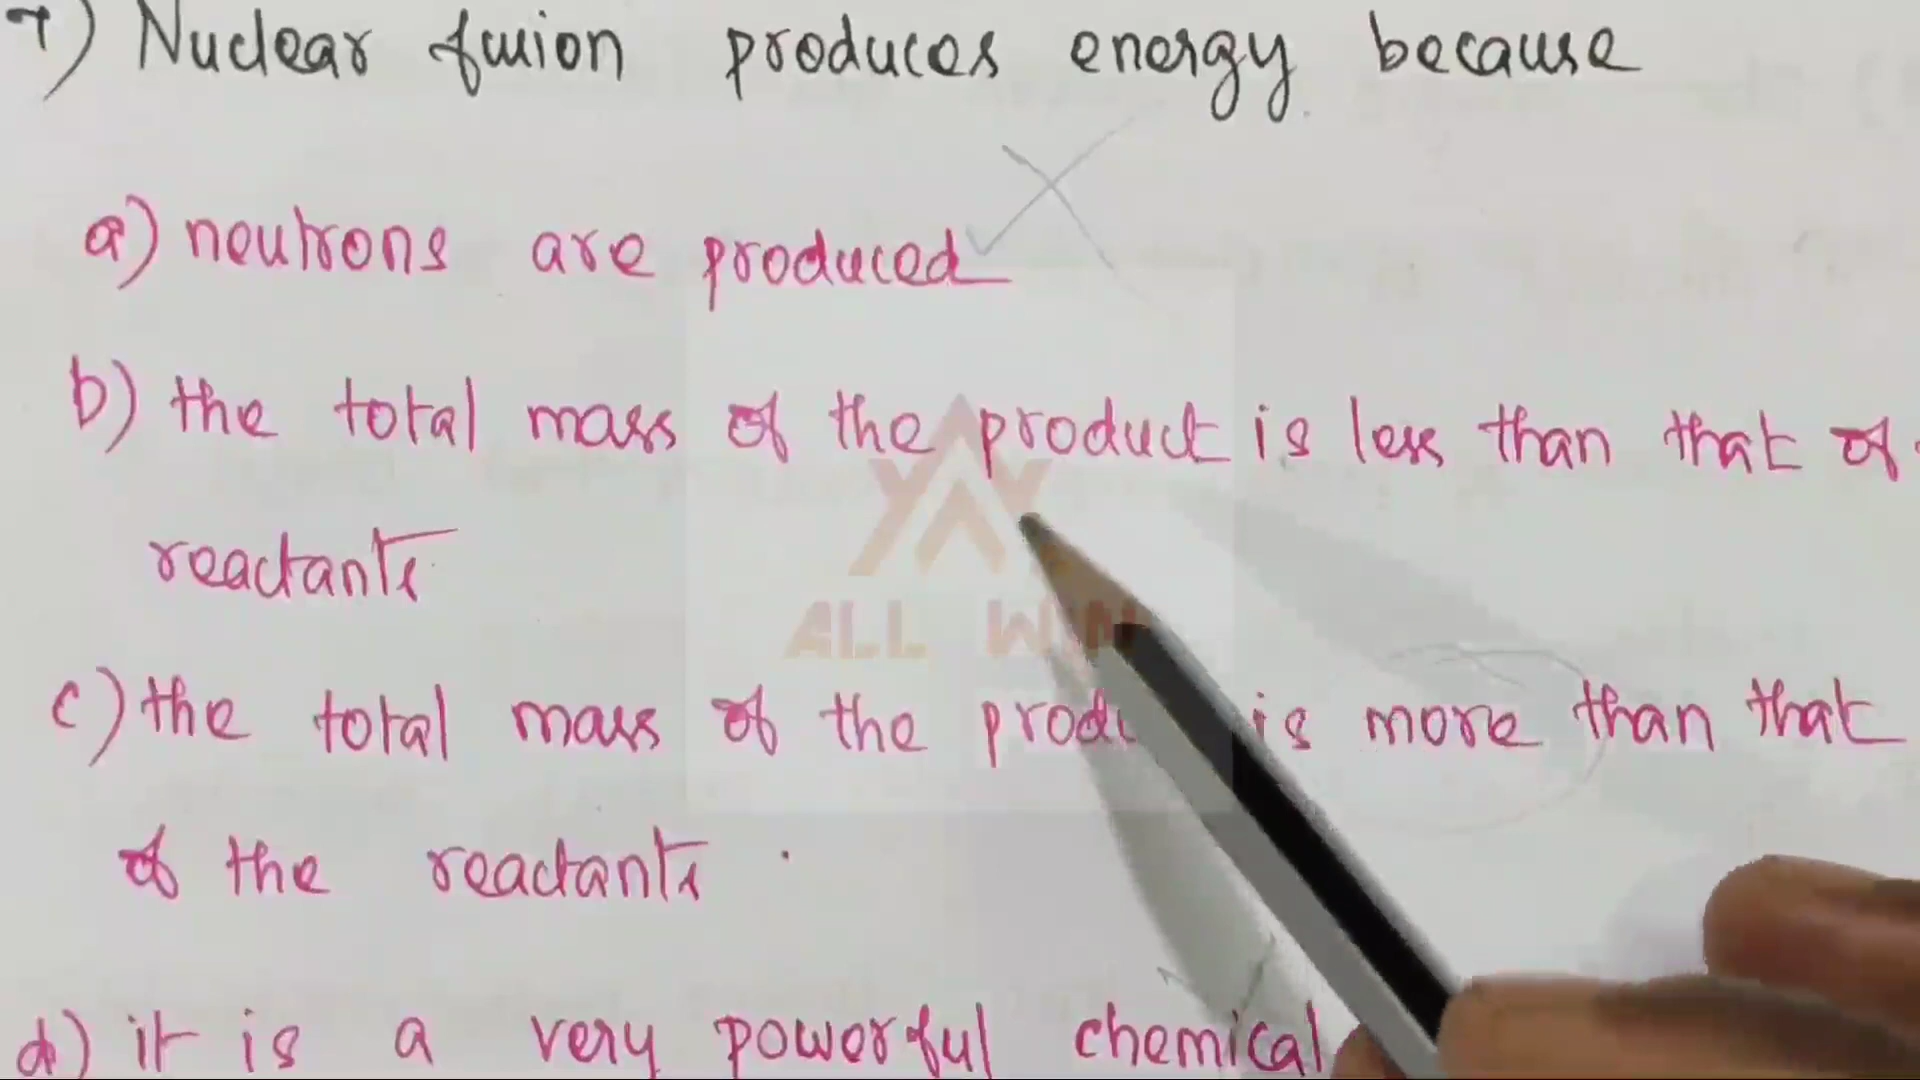 7) Nuclear fusion produces energy because
a) neutrons are produced
b) the total mass of the product is less than that of
reactants
c) the total mass of the is more than that
of the reactants
d) it is a very powerful chemical
ALL WIN